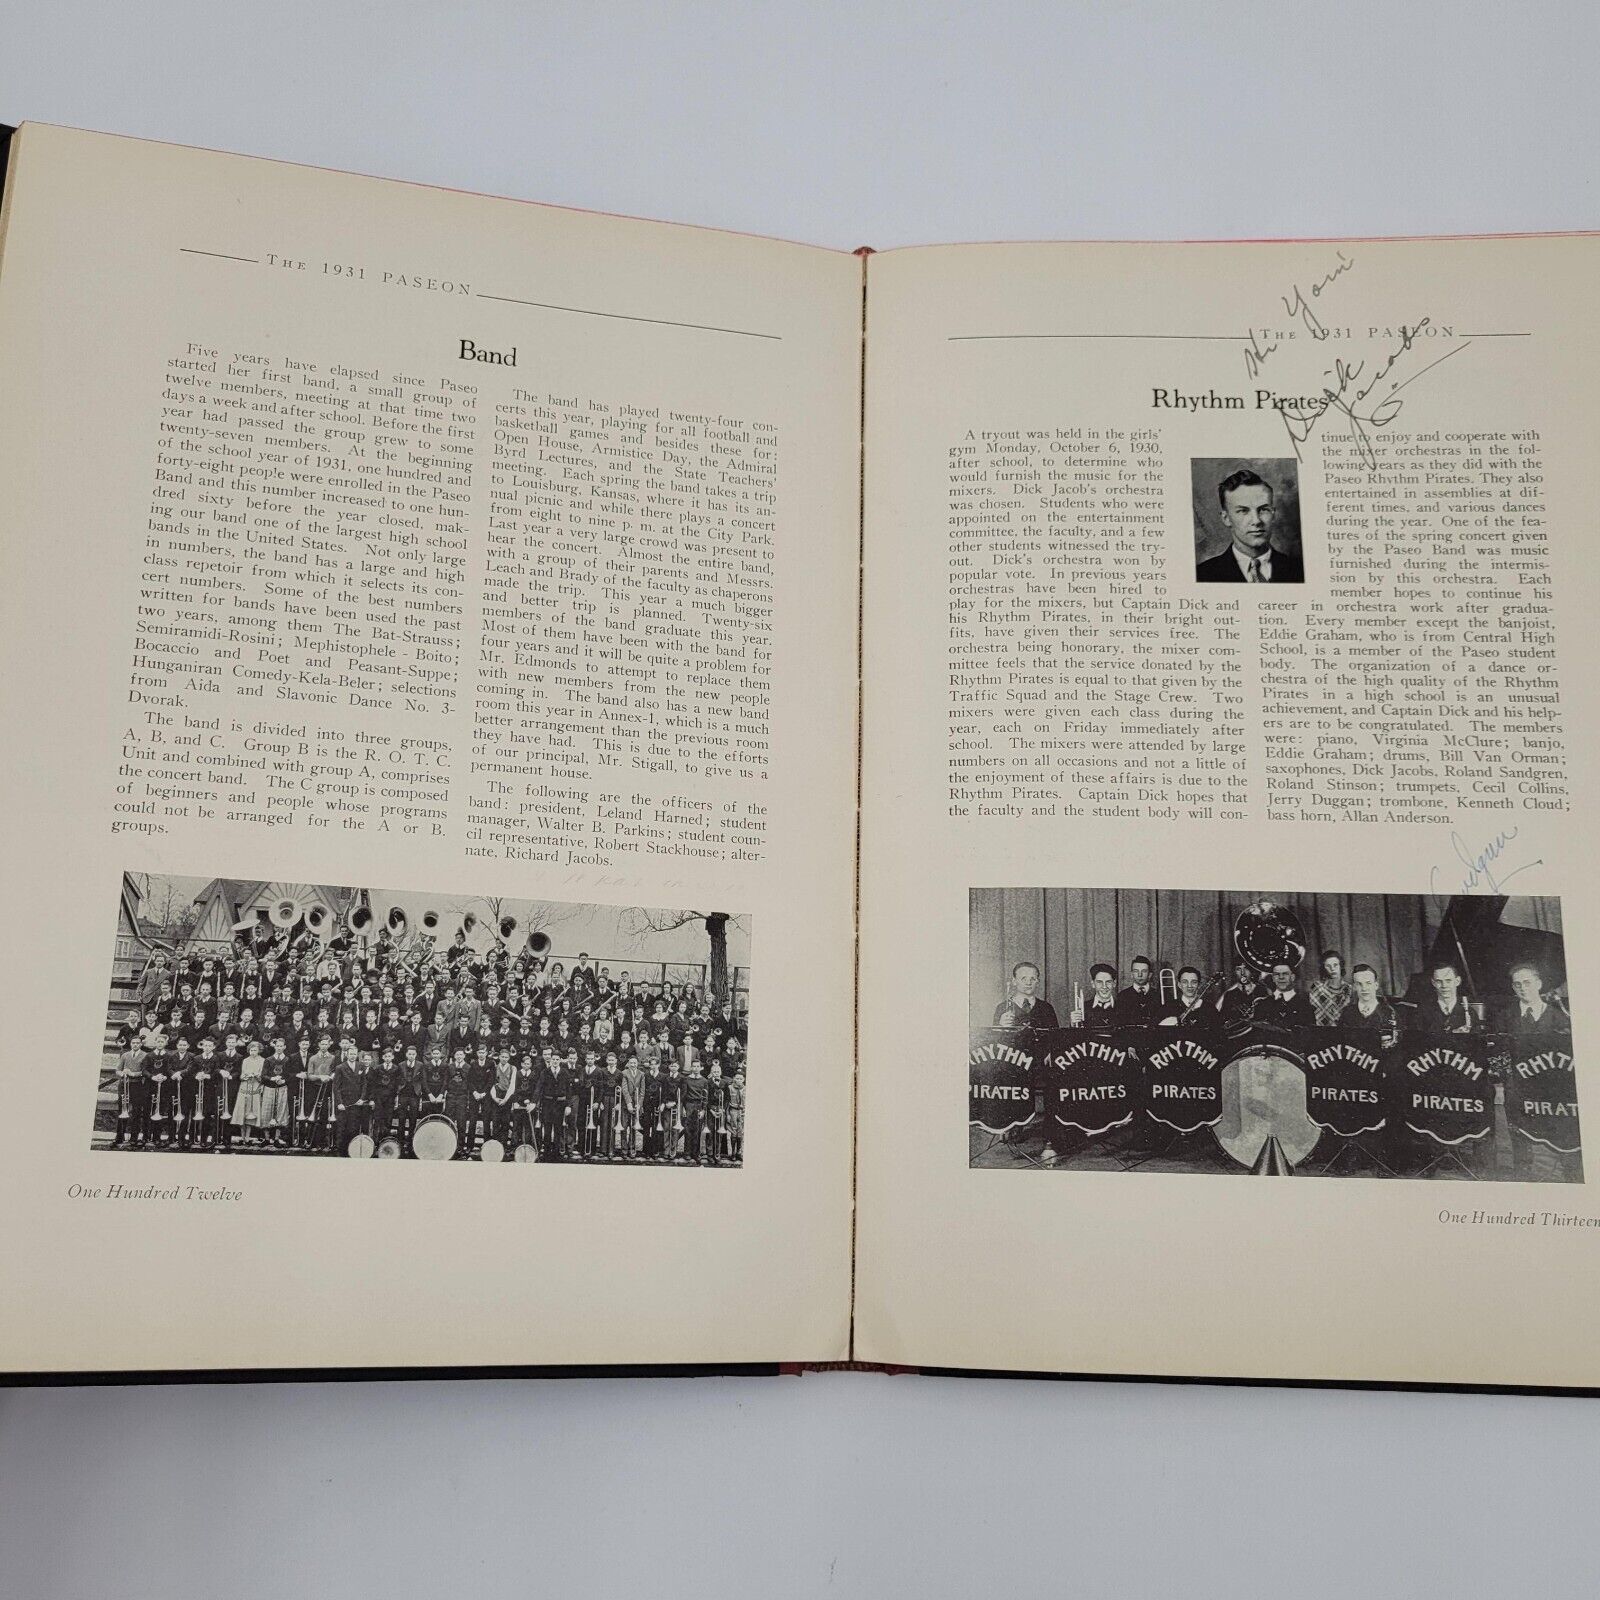 THE 1931 PASEON
Band
Five years have elapsed since Paseo
started her first band, a small group of
twelve members, meeting at that time two
days a week and after school. Before the first
year had passed the group grew to some
twenty-seven members. At the beginning
of the school year of 1931, one hundred and
forty-eight people were enrolled in the Paseo
Band and this number increased to one hun-
dred sixty before the year closed, mak-
ing our band one of the largest high school
bands in the United States. Not only large
in numbers, the band has a large and high
class repetoir from which it selects its con-
cert numbers. Some of the best numbers
written for bands have been used the past
two years, among them The Bat-Strauss;
Semiramidi-Rosini; Mephistophele - Boito;
Bocaccio and Poet and Peasant-Suppe;
Hunganiran Comedy-Kela-Beler; selections
from Aida and Slavonic Dance No. 3-
Dvorak.
The band is divided into three groups,
A, B, and C. Group B is the R. O. T. C.
Unit and combined with group A, comprises
the concert band. The C group is composed
of beginners and people whose programs
could not be arranged for the A or B.
groups.
The band has played twenty-four con-
certs this year, playing for all football and
basketball games and besides these for:
Open House, Armistice Day, the Admiral
Byrd Lectures, and the State Teachers'
meeting. Each spring the band takes a trip
to Louisburg, Kansas, where it has its an-
nual picnic and while there plays a concert
from eight to nine p. m. at the City Park.
Last year a very large crowd was present to
hear the concert. Almost the entire band,
with a group of their parents and Messrs.
Leach and Brady of the faculty as chaperons
made the trip. This year a much bigger
and better trip is planned. Twenty-six
members of the band graduate this year.
Most of them have been with the band for
four years and it will be quite a problem for
Mr. Edmonds to attempt to replace them
with new members from the new people
coming in. The band also has a new band
room this year in Annex-1, which is a much
better arrangement than the previous room
they have had. This is due to the efforts
of our principal, Mr. Stigall, to give us a
permanent house.
The following are the officers of the
band: president, Leland Harned; student
manager, Walter B. Parkins; student coun-
cil representative, Robert Stackhouse; alter-
nate, Richard Jacobs.
One Hundred Twelve
THE 1931 PASEON
Dick
Jacobs
Rhythm Pirates
A tryout was held in the girls'
gym Monday, October 6, 1930,
after school, to determine who
would furnish the music for the
mixers. Dick Jacob's orchestra
was chosen. Students who were
appointed on the entertainment
committee, the faculty, and a few
other students witnessed the try-
out. Dick's orchestra won by
popular vote. In previous years
orchestras have been hired to
play for the mixers, but Captain Dick and
his Rhythm Pirates, in their bright out-
fits, have given their services free. The
orchestra being honorary, the mixer com-
mittee feels that the service donated by the
Rhythm Pirates is equal to that given by the
Traffic Squad and the Stage Crew. Two
mixers were given each class during the
year, each on Friday immediately after
school. The mixers were attended by large
numbers on all occasions and not a little of
the enjoyment of these affairs is due to the
Rhythm Pirates. Captain Dick hopes that
the faculty and the student body will con-
tinue to enjoy and cooperate with
the mixer orchestras in the fol-
lowing years as they did with the
Paseo Rhythm Pirates. They also
entertained in assemblies at dif-
ferent times, and various dances
during the year. One of the fea-
tures of the spring concert given
by the Paseo Band was music
furnished during the intermis-
sion by this orchestra. Each
member hopes to continue his
career in orchestra work after gradua-
tion. Every member except the banjoist,
Eddie Graham, who is from Central High
School, is a member of the Paseo student
body. The organization of a dance or-
chestra of the high quality of the Rhythm
Pirates in a high school is an unusual
achievement, and Captain Dick and his help-
ers are to be congratulated. The members
were: piano, Virginia McClure; banjo,
Eddie Graham; drums, Bill Van Orman;
saxophones, Dick Jacobs, Roland Sandgren,
Roland Stinson; trumpets, Cecil Collins,
Jerry Duggan; trombone, Kenneth Cloud;
bass horn, Allan Anderson.
RHYTHM PIRATES
RHYTHM PIRATES
RHYTHM PIRATES
RHYTHM PIRATES
RHYTHM PIRATES
RHYTHM PIRAT
One Hundred Thirteen